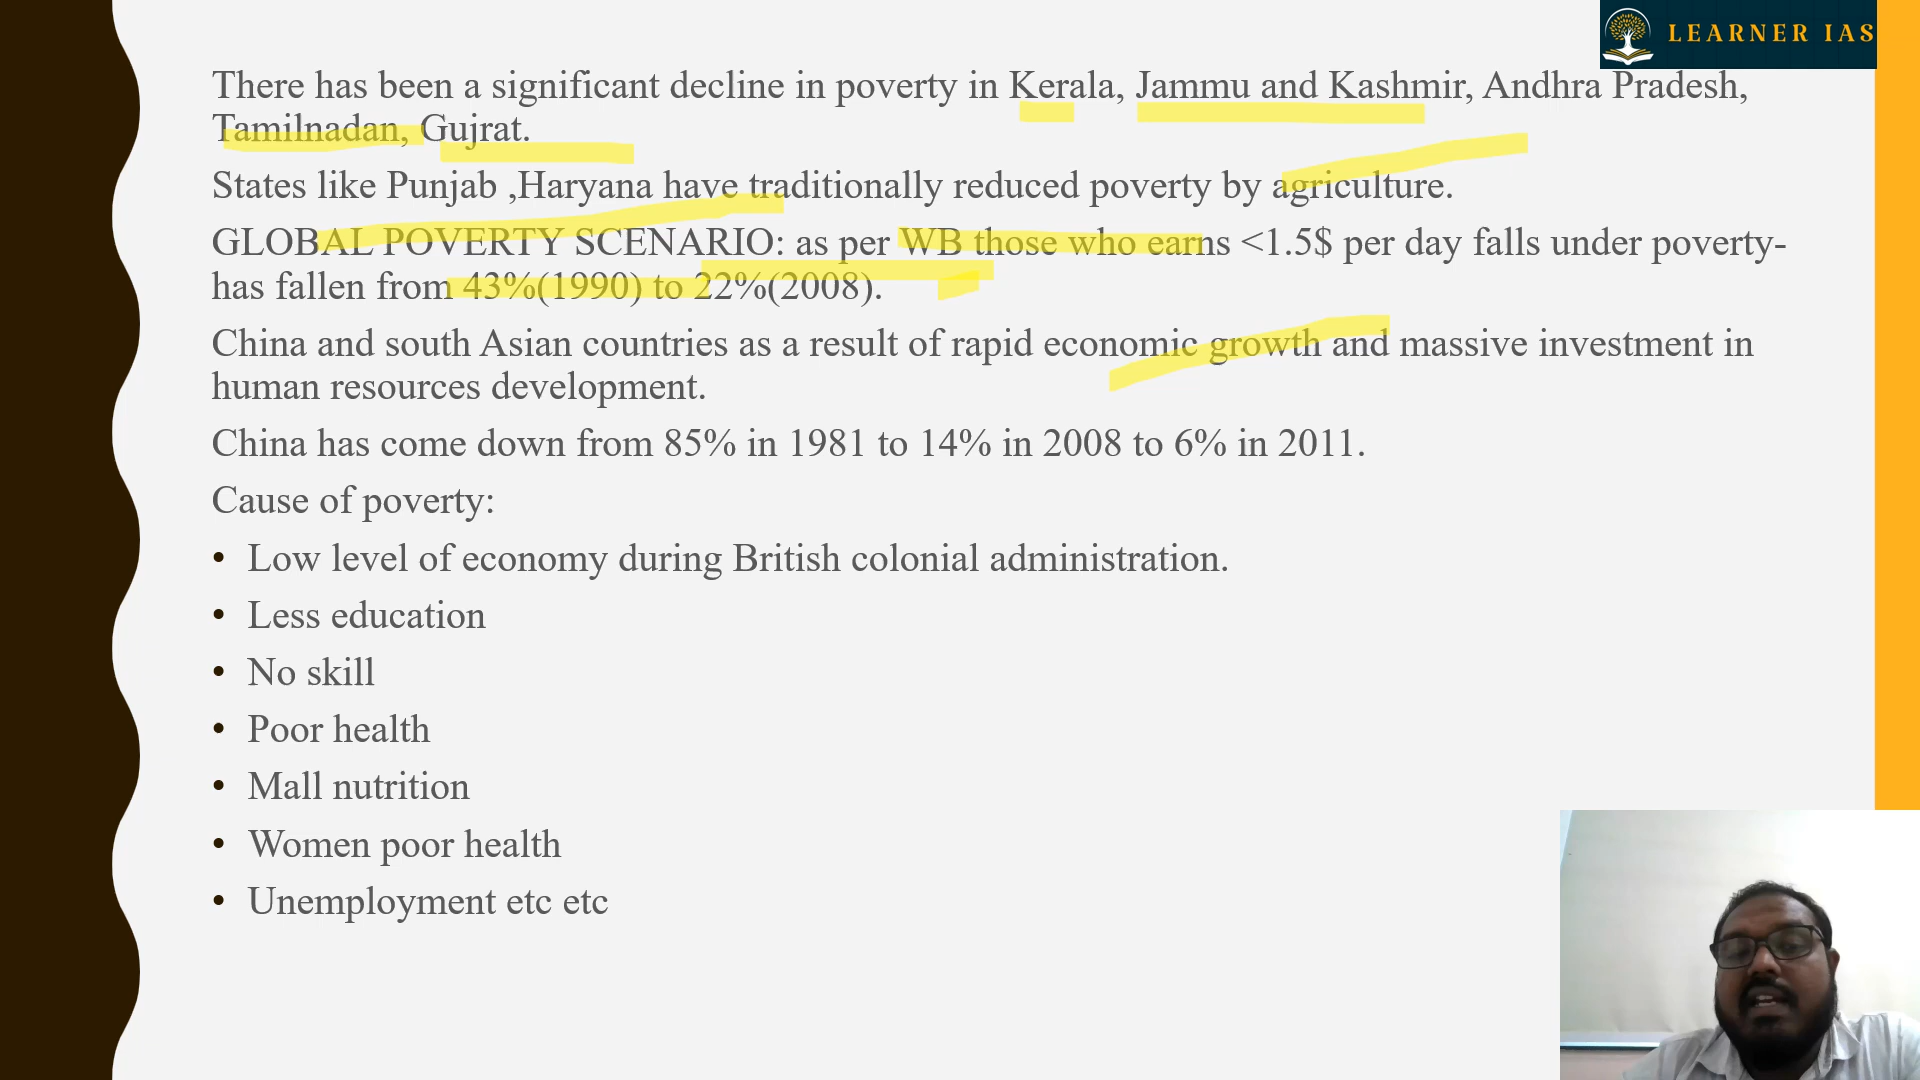 LEARNER IAS
There has been a significant decline in poverty in Kerala, Jammu and Kashmir, Andhra Pradesh,
Tamilnadan, Gujrat.
States like Punjab ,Haryana have traditionally reduced poverty by agriculture.
GLOBAL POVERTY SCENARIO: as per WB those who earns <1.5$ per day falls under poverty-
has fallen from 43%(1990) to 22%(2008).
China and south Asian countries as a result of rapid economic growth and massive investment in
human resources development.
China has come down from 85% in 1981 to 14% in 2008 to 6% in 2011.
Cause of poverty:
• Low level of economy during British colonial administration.
• Less education
• No skill
• Poor health
• Mall nutrition
• Women poor health
• Unemployment etc etc